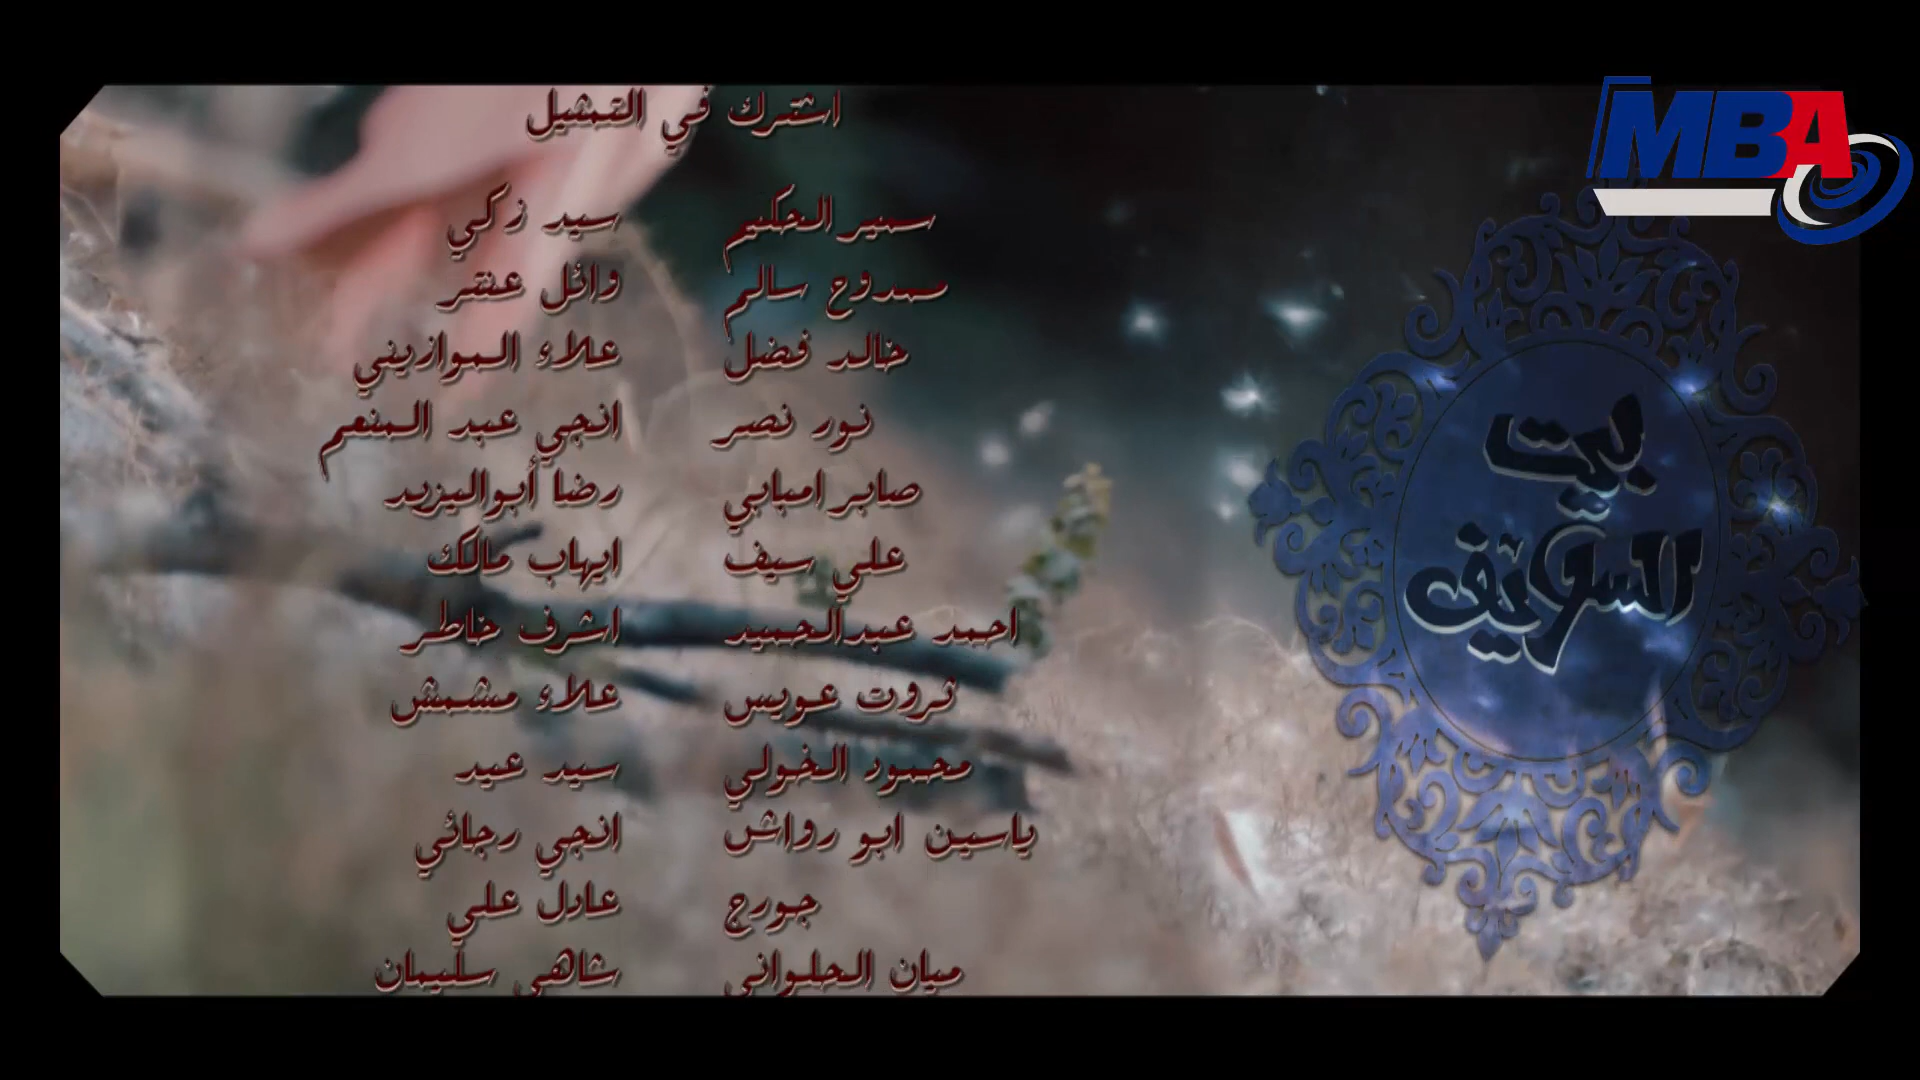 اشترك في التمثيل
سمير الحكيم سيد زكي
ممدوح سالم وائل عنتر
خالد فضل علاء الموازيني
نور نصر انجي عبد المنعم
صابر امبابي رضا أبواليزيد
علي سيف ايهاب مالك
احمد عبدالحميد اشرف خاطر
ثروت عويس علاء مشمش
محمود الخولي سيد عيد
ياسين ابو رواش انجي رجائي
جورج عادل علي
ميان الحلواني شاهي سليمان
MBA
بيت
السويفي